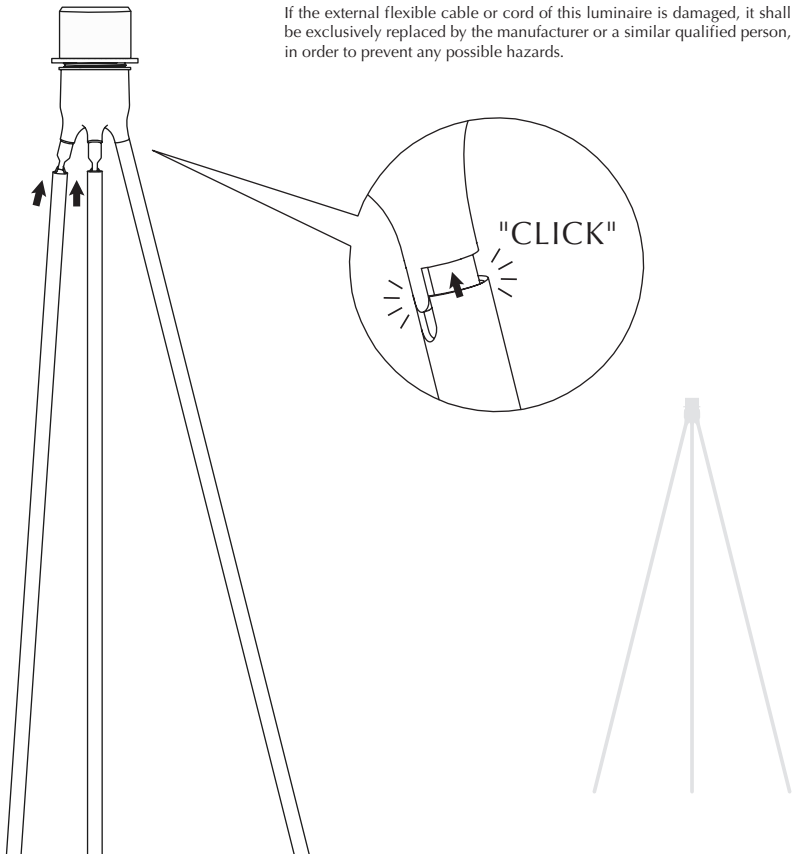 If the external flexible cable or cord of this luminaire is damaged, it shall
be exclusively replaced by the manufacturer or a similar qualified person,
in order to prevent any possible hazards.
"CLICK"